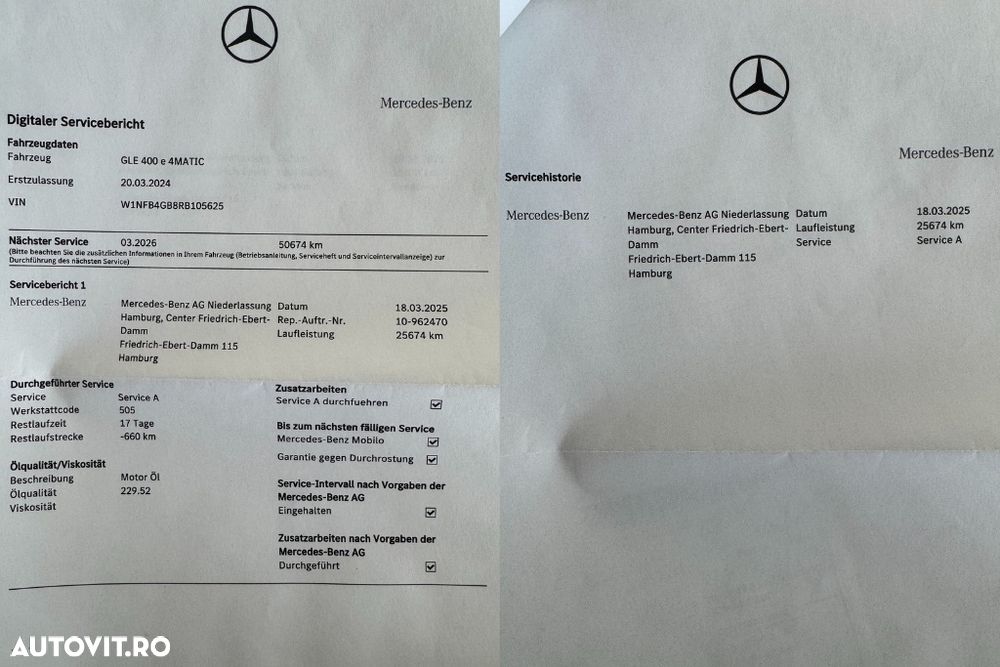 Mercedes-Benz
Digitaler Servicebericht
Fahrzeugdaten
Fahrzeug GLE 400 e 4MATIC
Erstzulassung 20.03.2024
VIN W1NFB4GB8RB105625
Nächster Service 03.2026 50674 km
(Bitte beachten Sie die zusätzlichen Informationen in Ihrem Fahrzeug (Betriebsanleitung, Serviceheft und Serviceintervallanzeige) zur
Durchführung des nächsten Service)
Servicebericht 1
Mercedes-Benz Mercedes-Benz AG Niederlassung Datum 18.03.2025
Hamburg, Center Friedrich-Ebert- Rep.-Auftr.-Nr. 10-962470
Damm Laufleistung 25674 km
Friedrich-Ebert-Damm 115
Hamburg
Durchgeführter Service
Service Service A
Werkstattcode 505
Restlaufzeit 17 Tage
Restlaufstrecke -660 km
Ölqualität/Viskosität
Beschreibung Motor Öl
Ölqualität 229.52
Viskosität
Zusatzarbeiten
Service A durchfuehren
Bis zum nächsten fälligen Service
Mercedes-Benz Mobilo
Garantie gegen Durchrostung
Service-Intervall nach Vorgaben der
Mercedes-Benz AG
Eingehalten
Zusatzarbeiten nach Vorgaben der
Mercedes-Benz AG
Durchgeführt
AUTOVIT.RO
Mercedes-Benz
Servicehistorie
Mercedes-Benz Mercedes-Benz AG Niederlassung Datum 18.03.2025
Hamburg, Center Friedrich-Ebert- Laufleistung 25674 km
Damm Service Service A
Friedrich-Ebert-Damm 115
Hamburg